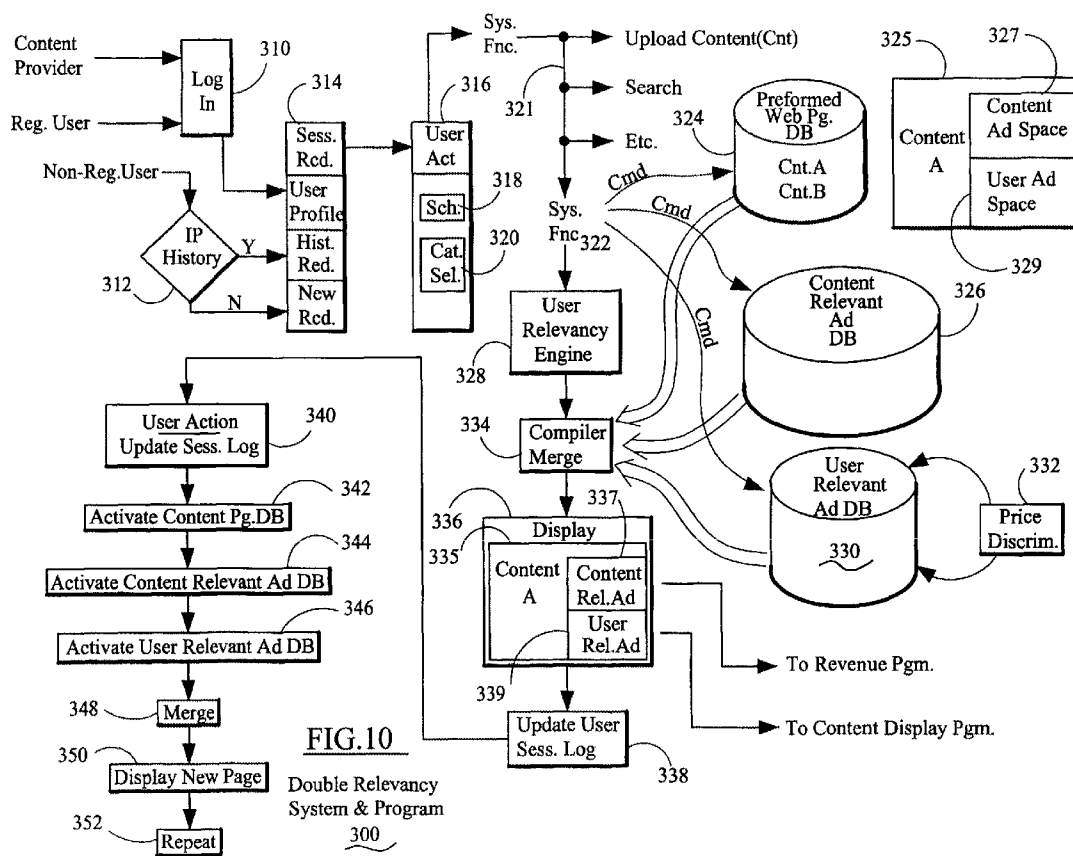 Content
Provider
310
Log
In
Reg. User
Non-Reg.User
IP
History
312
Y
N
314
Sess.
Rcd.
User
Profile
Hist.
Red.
New
Rcd.
316
User
Act
Sch.
318
Cat.
Sel.
320
Sys.
Fnc.
321
Upload Content(Cnt)
Search
Etc.
Sys.
Fnc.
322
Cmd
Cmd
Cmd
324
Preformed
Web Pg.
DB
Cnt.A
Cnt.B
325
327
Content
A
Content
Ad Space
User Ad
Space
329
Content
Relevant
Ad
DB
326
User
Relevancy
Engine
328
334
Compiler
Merge
User
Relevant
Ad DB
330
332
Price
Discrim.
336
337
335
Display
Content
A
Content
Rel.Ad
User
Rel.Ad
339
To Revenue Pgm.
To Content Display Pgm.
Update User
Sess. Log
338
User Action
Update Sess. Log
340
342
Activate Content Pg.DB
344
Activate Content Relevant Ad DB
346
Activate User Relevant Ad DB
348
Merge
350
Display New Page
352
Repeat
FIG.10
Double Relevancy
System & Program
300